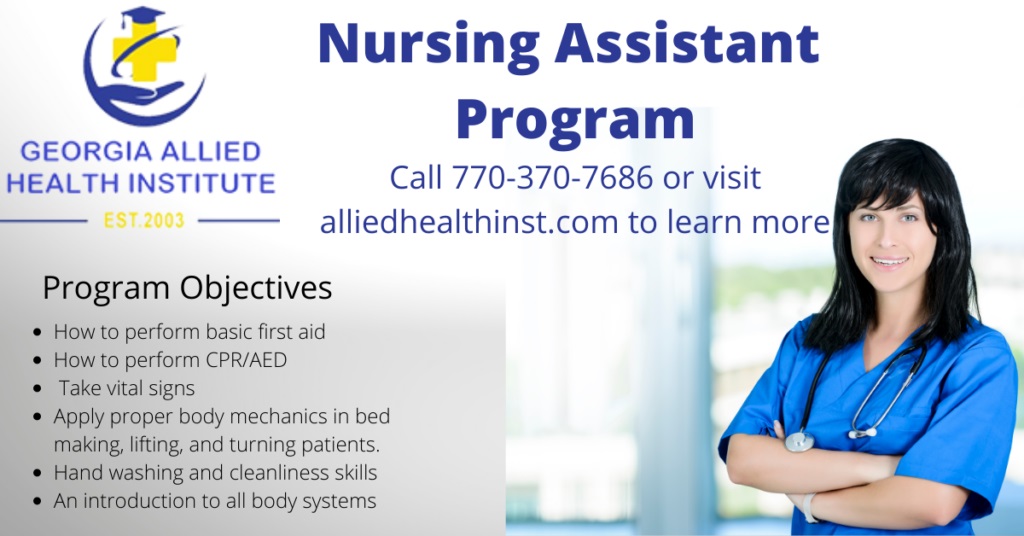 GEORGIA ALLIED
HEALTH INSTITUTE
EST.2003
Nursing Assistant
Program
Call 770-370-7686 or visit
alliedhealthinst.com to learn more
Program Objectives
• How to perform basic first aid
• How to perform CPR/AED
• Take vital signs
• Apply proper body mechanics in bed
making, lifting, and turning patients.
• Hand washing and cleanliness skills
• An introduction to all body systems